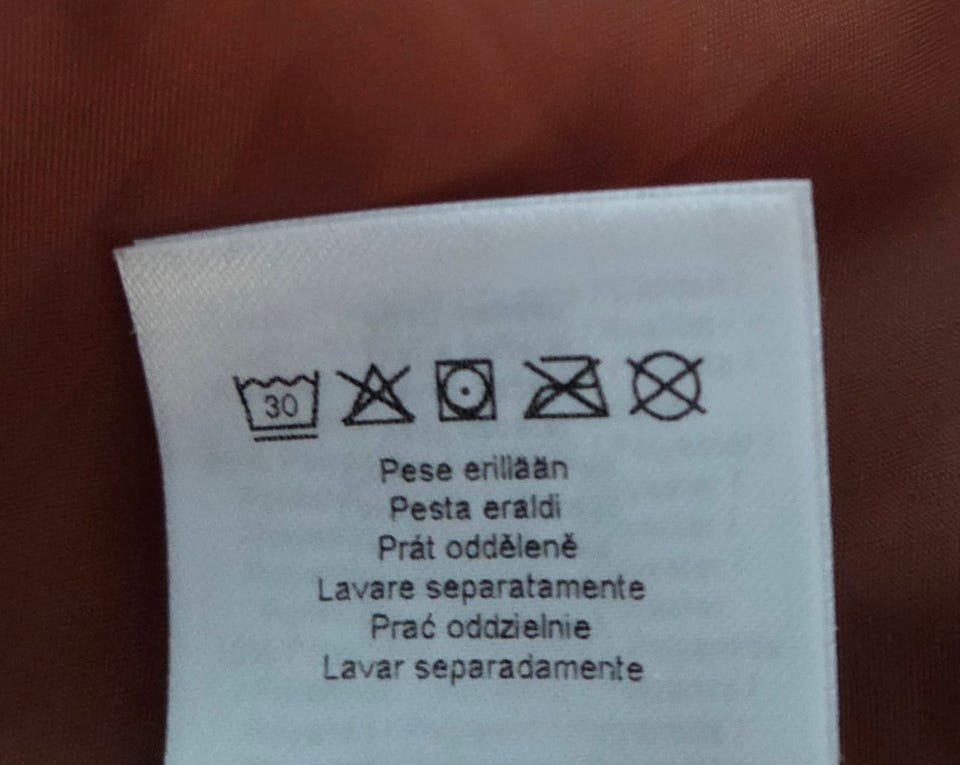 30
Pese erillään
Pesta eraldi
Prát odděleně
Lavare separatamente
Prać oddzielnie
Lavar separadamente